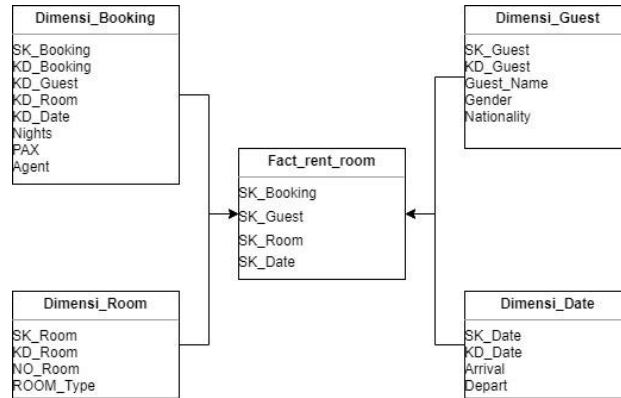 Dimensi_Booking
SK_Booking
KD_Booking
KD_Guest
KD_Room
KD_Date
Nights
PAX
Agent
Dimensi_Guest
SK_Guest
KD_Guest
Guest_Name
Gender
Nationality
Fact_rent_room
SK_Booking
SK_Guest
SK_Room
SK_Date
Dimensi_Room
SK_Room
KD_Room
NO_Room
ROOM_Type
Dimensi_Date
SK_Date
KD_Date
Arrival
Depart